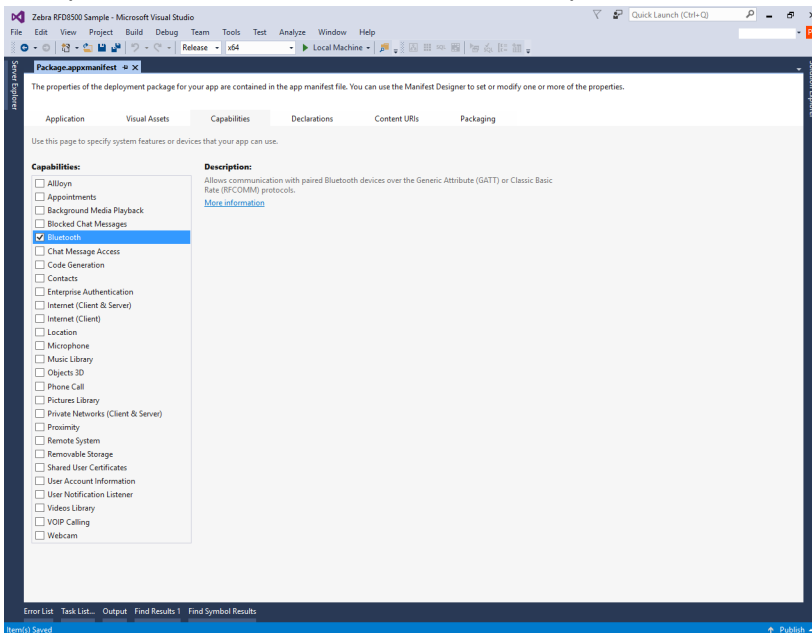 Zebra RFD8500 Sample - Microsoft Visual Studio
Quick Launch (Ctrl+Q)
File Edit View Project Build Debug Team Tools Test Analyze Window Help
Release x64 Local Machine
Server Explorer
Package.appxmanifest
Solution Explorer
The properties of the deployment package for your app are contained in the app manifest file. You can use the Manifest Designer to set or modify one or more of the properties.
Application Visual Assets Capabilities Declarations Content URIs Packaging
Use this page to specify system features or devices that your app can use.
Capabilities:
Description:
AllJoyn
Allows communication with paired Bluetooth devices over the Generic Attribute (GATT) or Classic Basic
Rate (RFCOMM) protocols.
Appointments
More information
Background Media Playback
Blocked Chat Messages
Bluetooth
Chat Message Access
Code Generation
Contacts
Enterprise Authentication
Internet (Client & Server)
Internet (Client)
Location
Microphone
Music Library
Objects 3D
Phone Call
Pictures Library
Private Networks (Client & Server)
Proximity
Remote System
Removable Storage
Shared User Certificates
User Account Information
User Notification Listener
Videos Library
VOIP Calling
Webcam
Error List Task List... Output Find Results 1 Find Symbol Results
Item(s) Saved
Publish